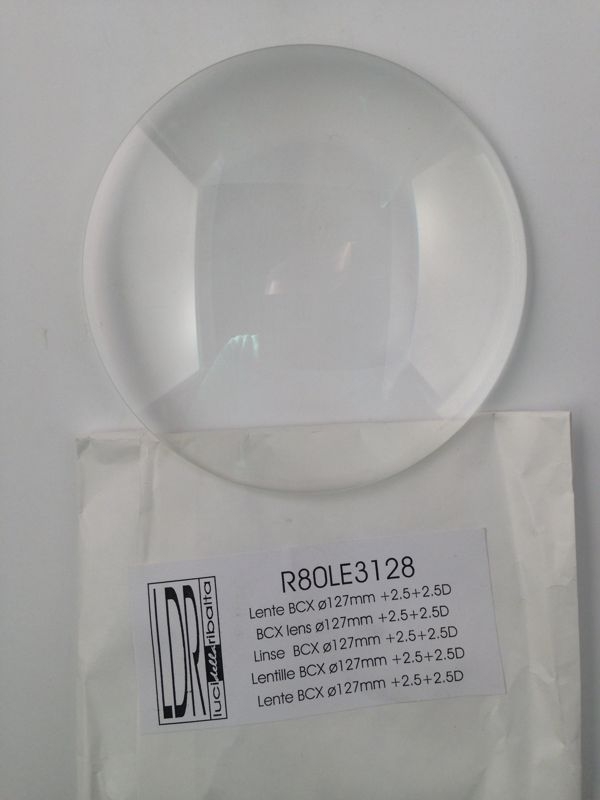 R80LE3128
Lente BCX ø127mm +2.5+2.5D
BCX lens ø127mm +2.5+2.5D
Linse BCX ø127mm +2.5+2.5D
Lentille BCX ø127mm +2.5+2.5D
Lente BCX ø127mm +2.5+2.5D
LDR
luci della ribalta